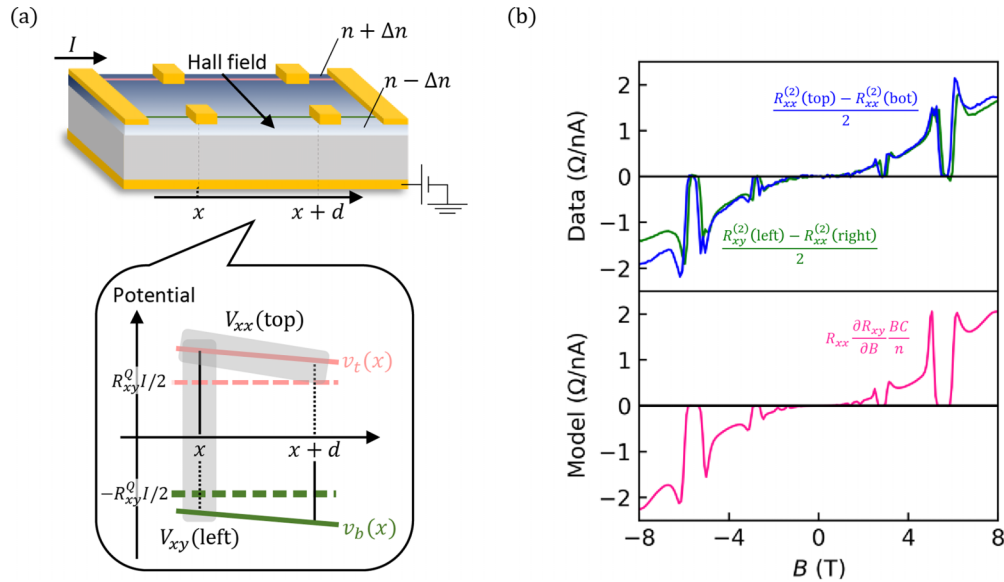 (a)
I
Hall field
n + Δn
n − Δn
x
x + d
Potential
V_xx(top)
v_t(x)
R^Q_xy I/2
x
x + d
−R^Q_xy I/2
V_xy(left)
v_b(x)
(b)
Data (Ω/nA)
2
1
0
−1
−2
(R_xx^(2)(top) − R_xx^(2)(bot))/2
(R_xy^(2)(left) − R_xx^(2)(right))/2
Model (Ω/nA)
2
1
0
−1
−2
R_xx ∂R_xy/∂B BC/n
−8
−4
0
4
8
B (T)